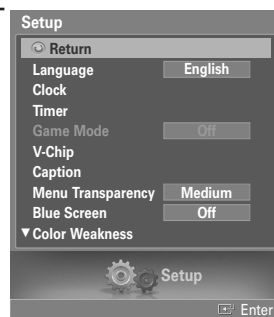 Setup
Return
Language English
Clock
Timer
Game Mode Off
V-Chip
Caption
Menu Transparency Medium
Blue Screen Off
▼ Color Weakness
Setup
Enter